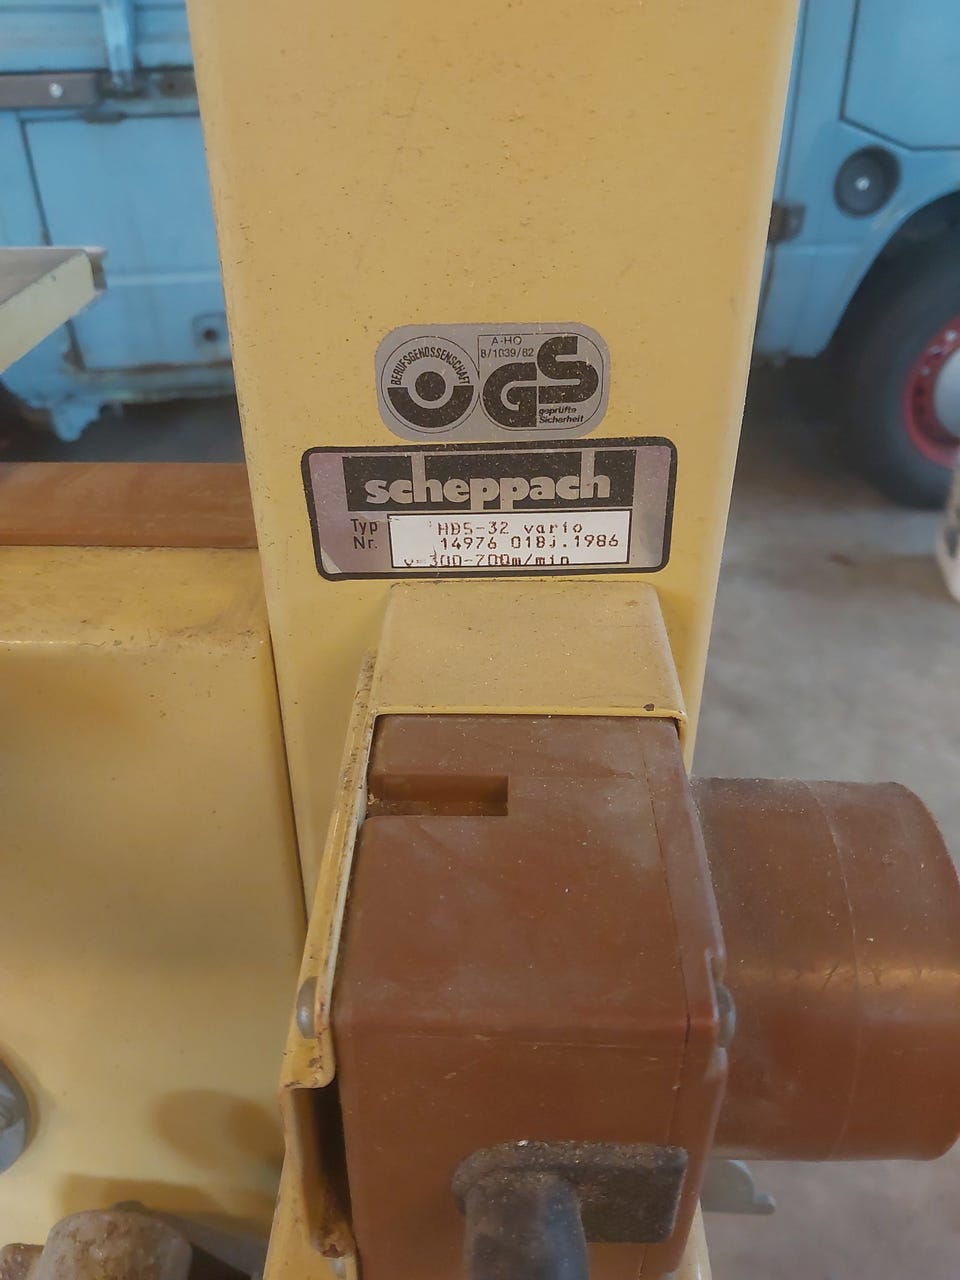 BERUFSGENOSSENSCHAFT
A-HO
8/1039/82
GS
geprüfte
Sicherheit
scheppach
Typ HBS-32 vario
Nr. 14976 018j.1986
v=300-700m/min